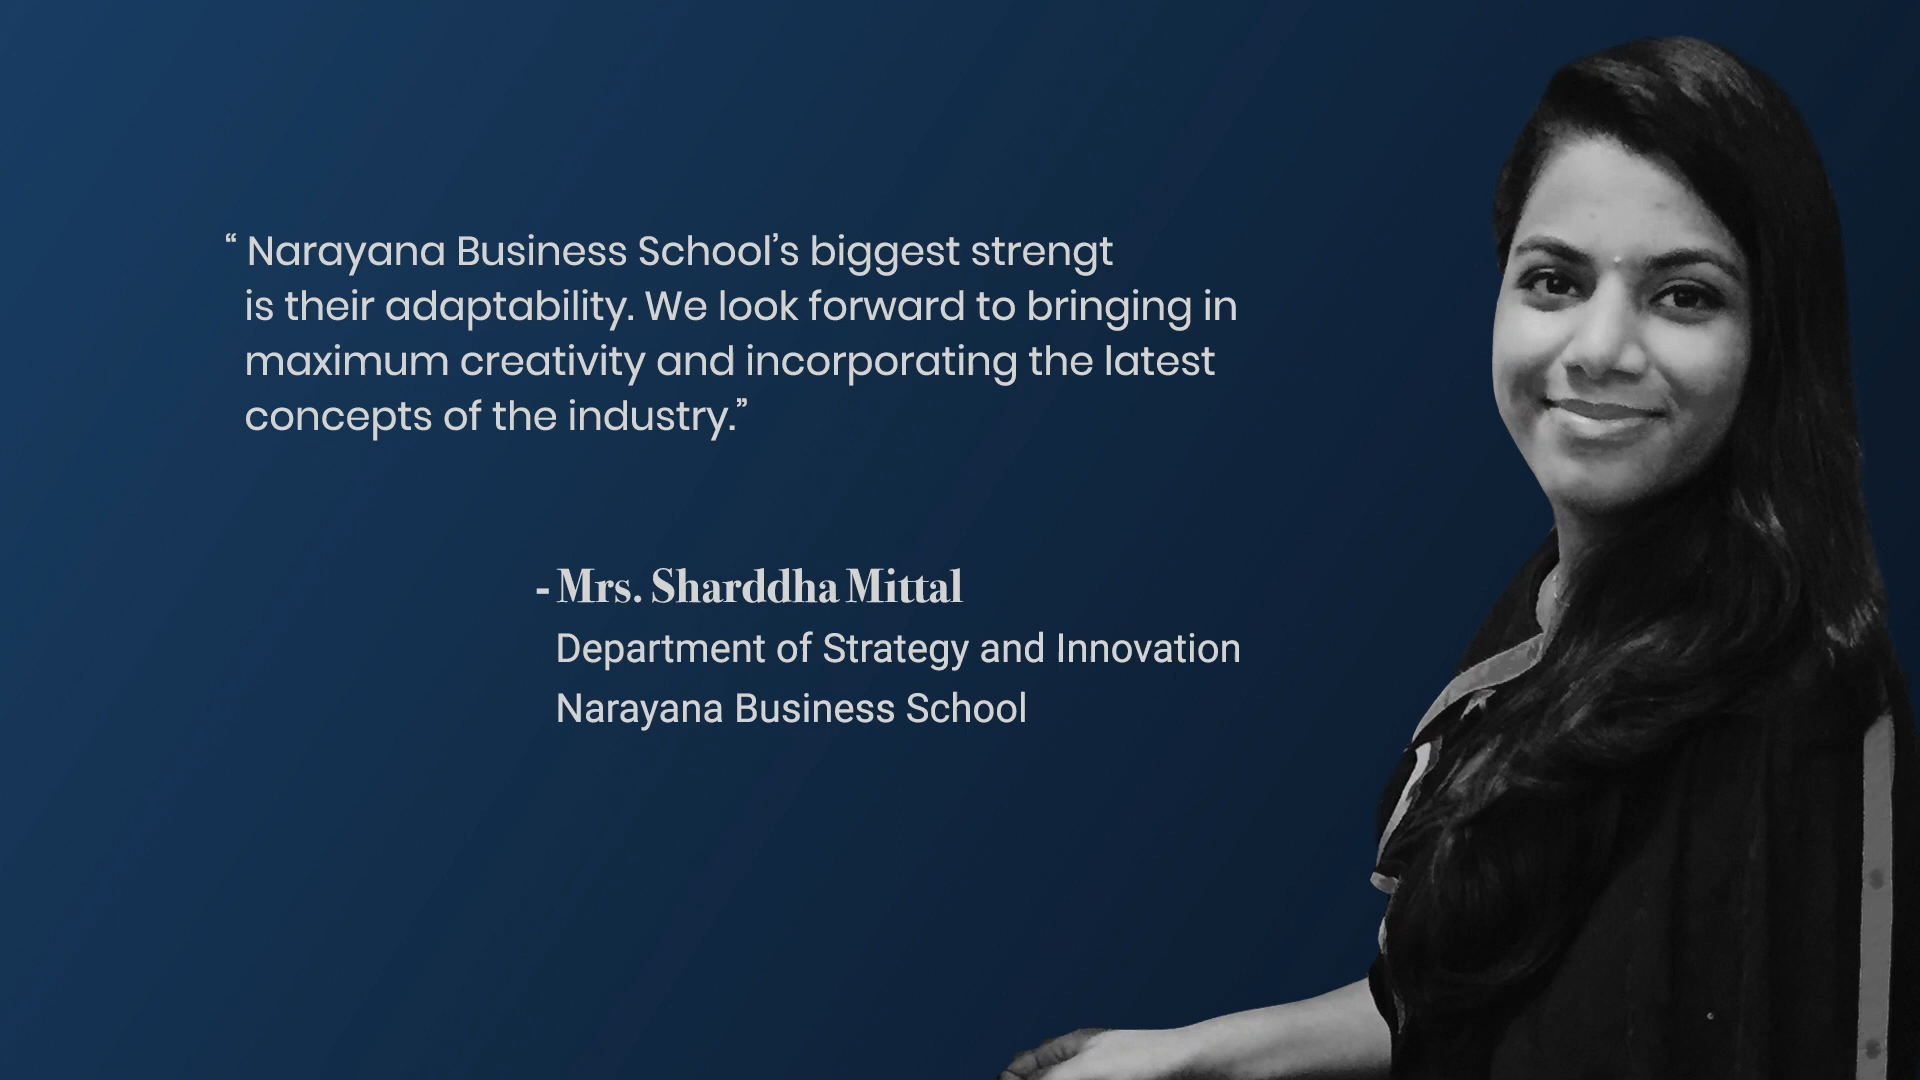 “ Narayana Business School’s biggest strengt
is their adaptability. We look forward to bringing in
maximum creativity and incorporating the latest
concepts of the industry.”
- Mrs. Sharddha Mittal
Department of Strategy and Innovation
Narayana Business School